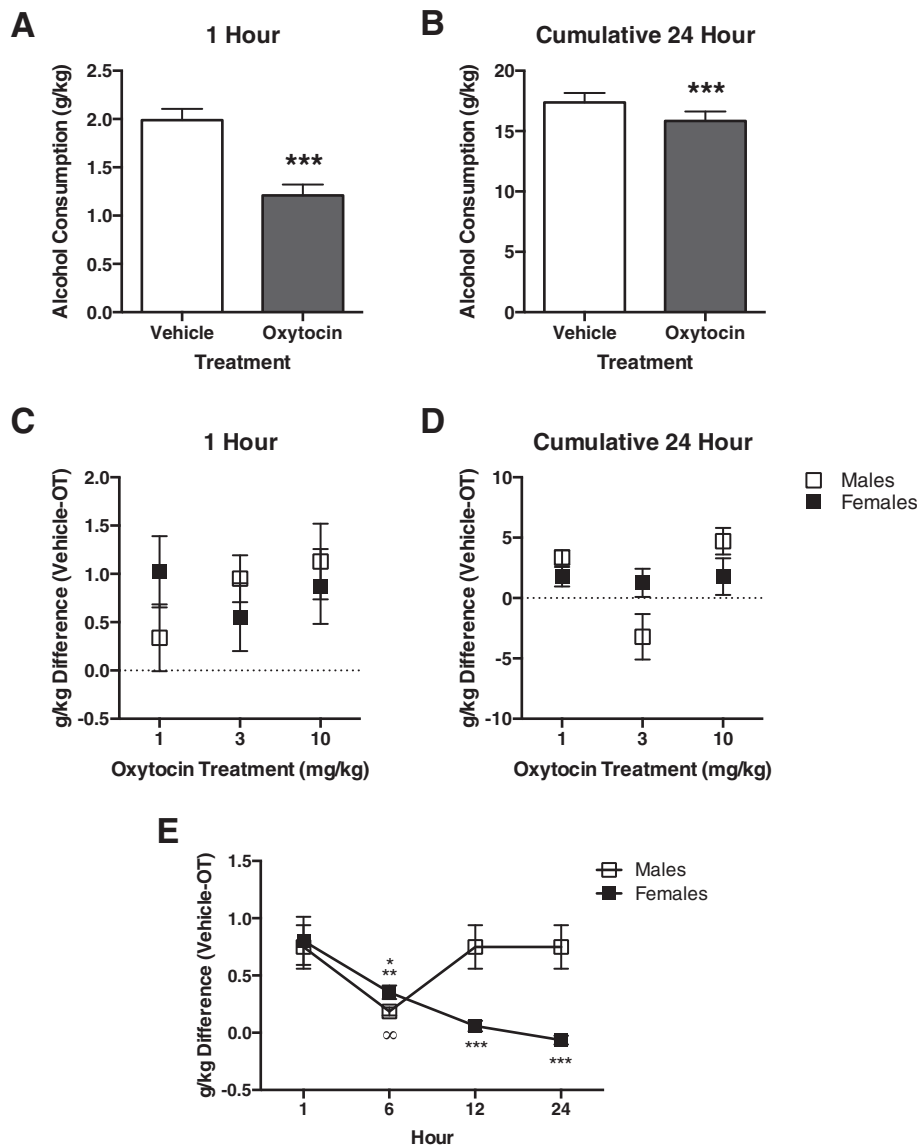 A
1 Hour
Alcohol Consumption (g/kg)
2.5
2.0
1.5
1.0
0.5
0.0
***
Vehicle Oxytocin
Treatment
B
Cumulative 24 Hour
Alcohol Consumption (g/kg)
20
15
10
5
0
***
Vehicle Oxytocin
Treatment
C
1 Hour
g/kg Difference (Vehicle-OT)
2.0
1.5
1.0
0.5
0.0
-0.5
1 3 10
Oxytocin Treatment (mg/kg)
D
Cumulative 24 Hour
g/kg Difference (Vehicle-OT)
10
5
0
-5
-10
1 3 10
Oxytocin Treatment (mg/kg)
Males
Females
E
g/kg Difference (Vehicle-OT)
1.5
1.0
0.5
0.0
-0.5
*
**
∞
***
***
1 6 12 24
Hour
Males
Females